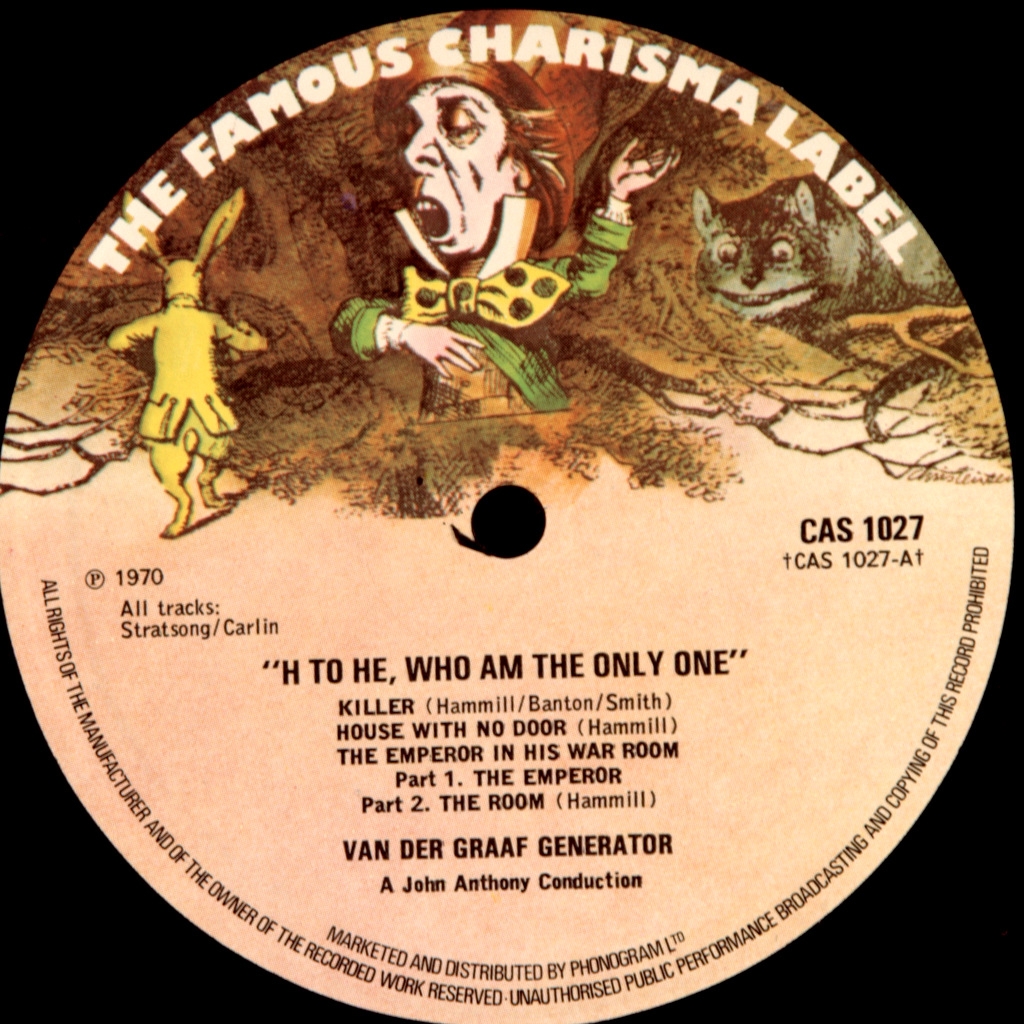 THE FAMOUS CHARISMA LABEL
Christensen
CAS 1027
†CAS 1027-A†
Ⓟ 1970
All tracks:
Stratsong/Carlin
"H TO HE, WHO AM THE ONLY ONE"
KILLER (Hammill/Banton/Smith)
HOUSE WITH NO DOOR (Hammill)
THE EMPEROR IN HIS WAR ROOM
Part 1. THE EMPEROR
Part 2. THE ROOM (Hammill)
VAN DER GRAAF GENERATOR
A John Anthony Conduction
MARKETED AND DISTRIBUTED BY PHONOGRAM LTD
ALL RIGHTS OF THE MANUFACTURER AND OF THE OWNER OF THE RECORDED WORK RESERVED·UNAUTHORISED PUBLIC PERFORMANCE BROADCASTING AND COPYING OF THIS RECORD PROHIBITED